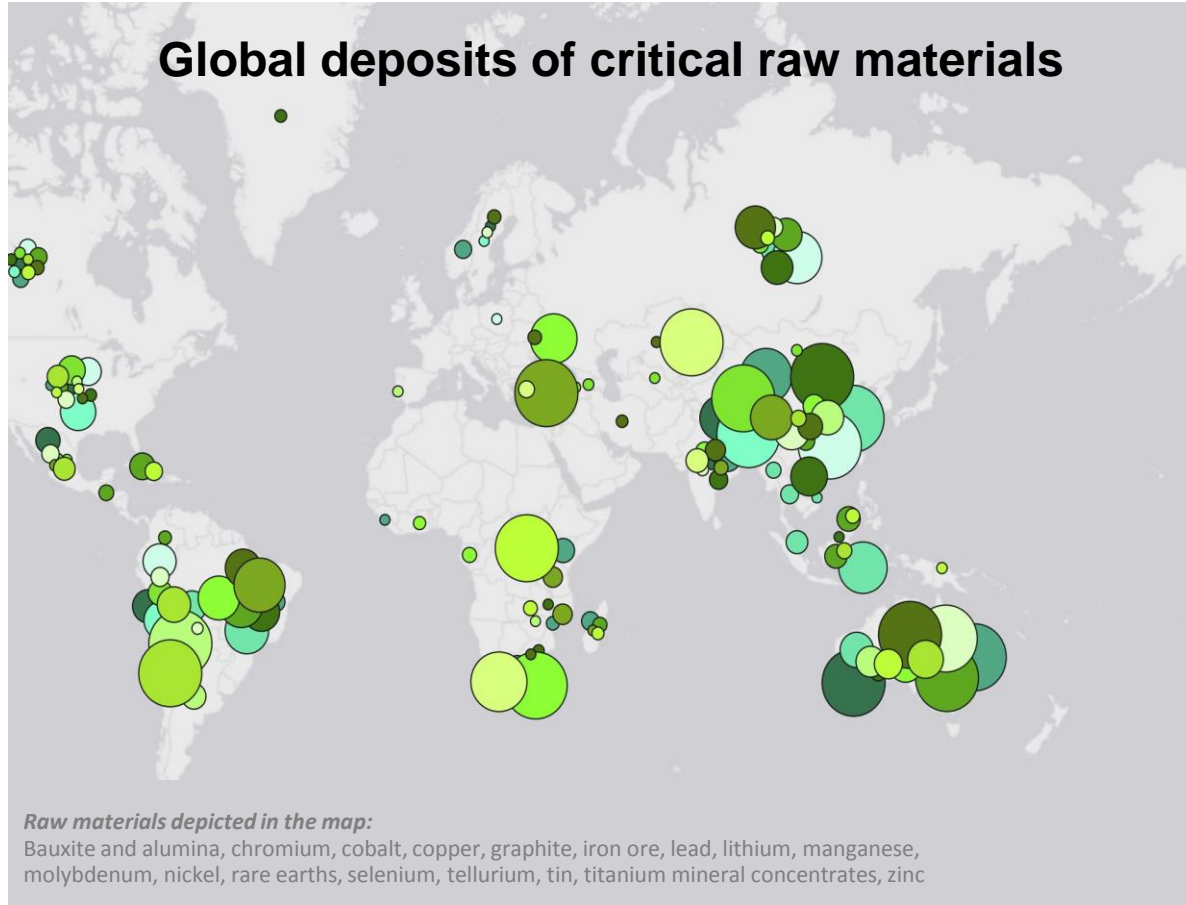 Global deposits of critical raw materials
Raw materials depicted in the map:
Bauxite and alumina, chromium, cobalt, copper, graphite, iron ore, lead, lithium, manganese,
molybdenum, nickel, rare earths, selenium, tellurium, tin, titanium mineral concentrates, zinc